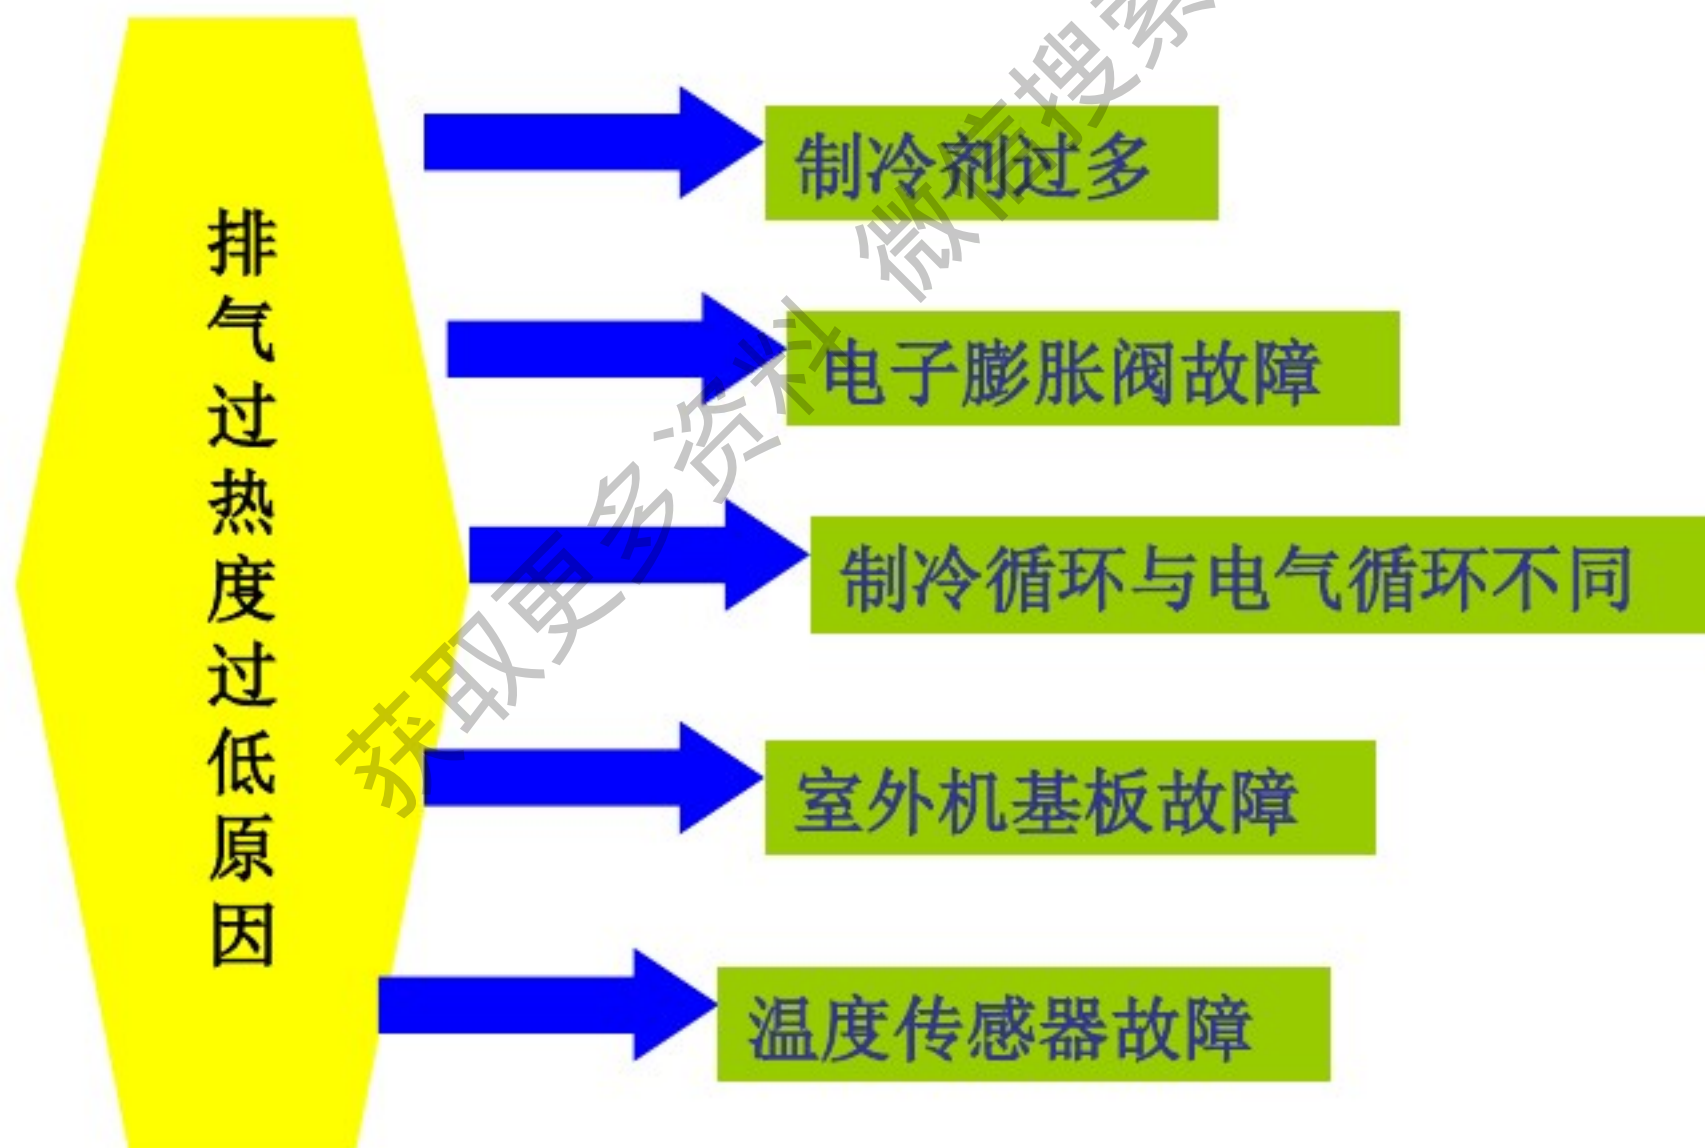 排气过热度过低原因
制冷剂过多
电子膨胀阀故障
制冷循环与电气循环不同
室外机基板故障
温度传感器故障
获取更多资料 微信搜索